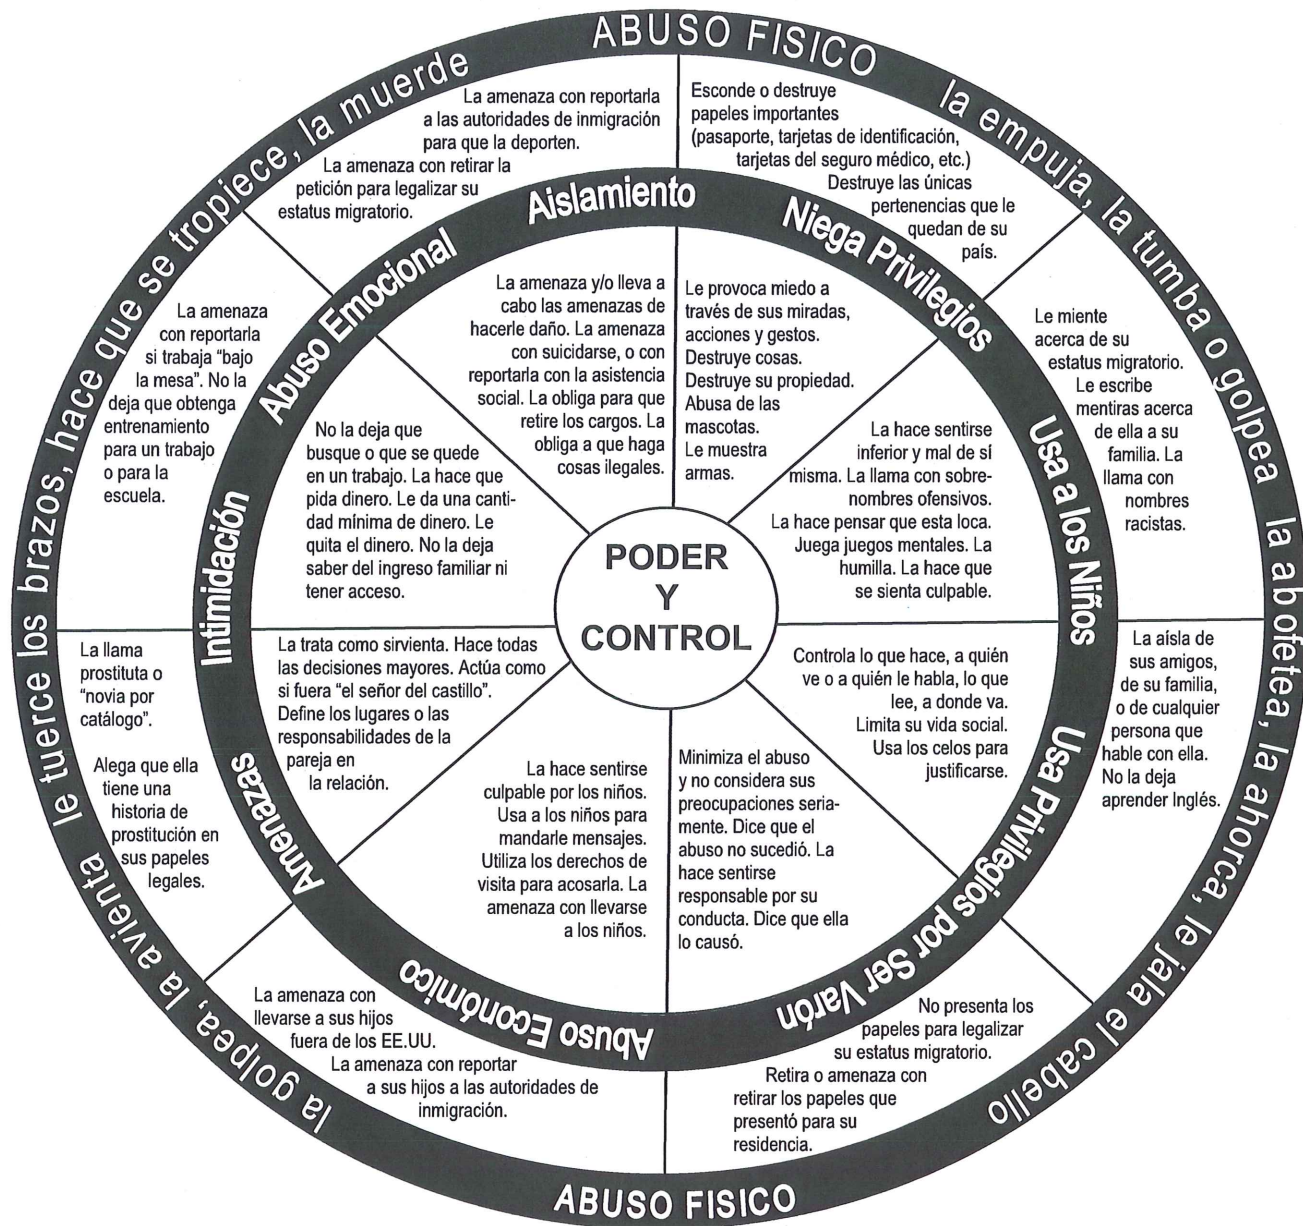 ABUSO FISICO
la empuja, la tumba o golpea
la abofetea, la ahorca, le jala el cabello
ABUSO FISICO
la golpea, la avienta
le tuerce los brazos, hace que se tropiece, la muerde
La amenaza con reportarla
a las autoridades de inmigración
para que la deporten.
La amenaza con retirar la
petición para legalizar su
estatus migratorio.
Esconde o destruye
papeles importantes
(pasaporte, tarjetas de identificación,
tarjetas del seguro médico, etc.)
Destruye las únicas
pertenencias que le
quedan de su
país.
Le miente
acerca de su
estatus migratorio.
Le escribe
mentiras acerca
de ella a su
familia. La
llama con
nombres
racistas.
La aísla de
sus amigos,
de su familia,
o de cualquier
persona que
hable con ella.
No la deja
aprender Inglés.
No presenta los
papeles para legalizar
su estatus migratorio.
Retira o amenaza con
retirar los papeles que
presentó para su
residencia.
La amenaza con
llevarse a sus hijos
fuera de los EE.UU.
La amenaza con reportar
a sus hijos a las autoridades de
inmigración.
La llama
prostituta o
“novia por
catálogo”.
Alega que ella
tiene una
historia de
prostitución en
sus papeles
legales.
La amenaza
con reportarla
si trabaja “bajo
la mesa”. No la
deja que obtenga
entrenamiento
para un trabajo
o para la
escuela.
Aislamiento
Niega Privilegios
Usa a los Niños
Usa Privilegios por Ser Varón
Abuso Económico
Amenazas
Intimidación
Abuso Emocional
La amenaza y/o lleva a
cabo las amenazas de
hacerle daño. La amenaza
con suicidarse, o con
reportarla con la asistencia
social. La obliga para que
retire los cargos. La
obliga a que haga
cosas ilegales.
Le provoca miedo a
través de sus miradas,
acciones y gestos.
Destruye cosas.
Destruye su propiedad.
Abusa de las
mascotas.
Le muestra
armas.
La hace sentirse
inferior y mal de sí
misma. La llama con sobre-
nombres ofensivos.
La hace pensar que esta loca.
Juega juegos mentales. La
humilla. La hace que
se sienta culpable.
Controla lo que hace, a quién
ve o a quién le habla, lo que
lee, a donde va.
Limita su vida social.
Usa los celos para
justificarse.
Minimiza el abuso
y no considera sus
preocupaciones seria-
mente. Dice que el
abuso no sucedió. La
hace sentirse
responsable por su
conducta. Dice que ella
lo causó.
La hace sentirse
culpable por los niños.
Usa a los niños para
mandarle mensajes.
Utiliza los derechos de
visita para acosarla. La
amenaza con llevarse
a los niños.
La trata como sirvienta. Hace todas
las decisiones mayores. Actúa como
si fuera “el señor del castillo”.
Define los lugares o las
responsabilidades de la
pareja en
la relación.
No la deja que
busque o que se quede
en un trabajo. La hace que
pida dinero. Le da una canti-
dad mínima de dinero. Le
quita el dinero. No la deja
saber del ingreso familiar ni
tener acceso.
PODER
Y
CONTROL